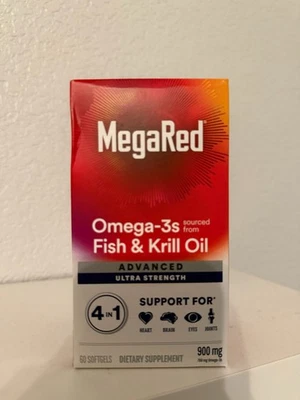 MegaRed®
Omega-3s sourced from
Fish & Krill Oil
ADVANCED
ULTRA STRENGTH
4 IN 1
SUPPORT FOR*
HEART BRAIN EYES JOINTS
900 mg
60 SOFTGELS DIETARY SUPPLEMENT